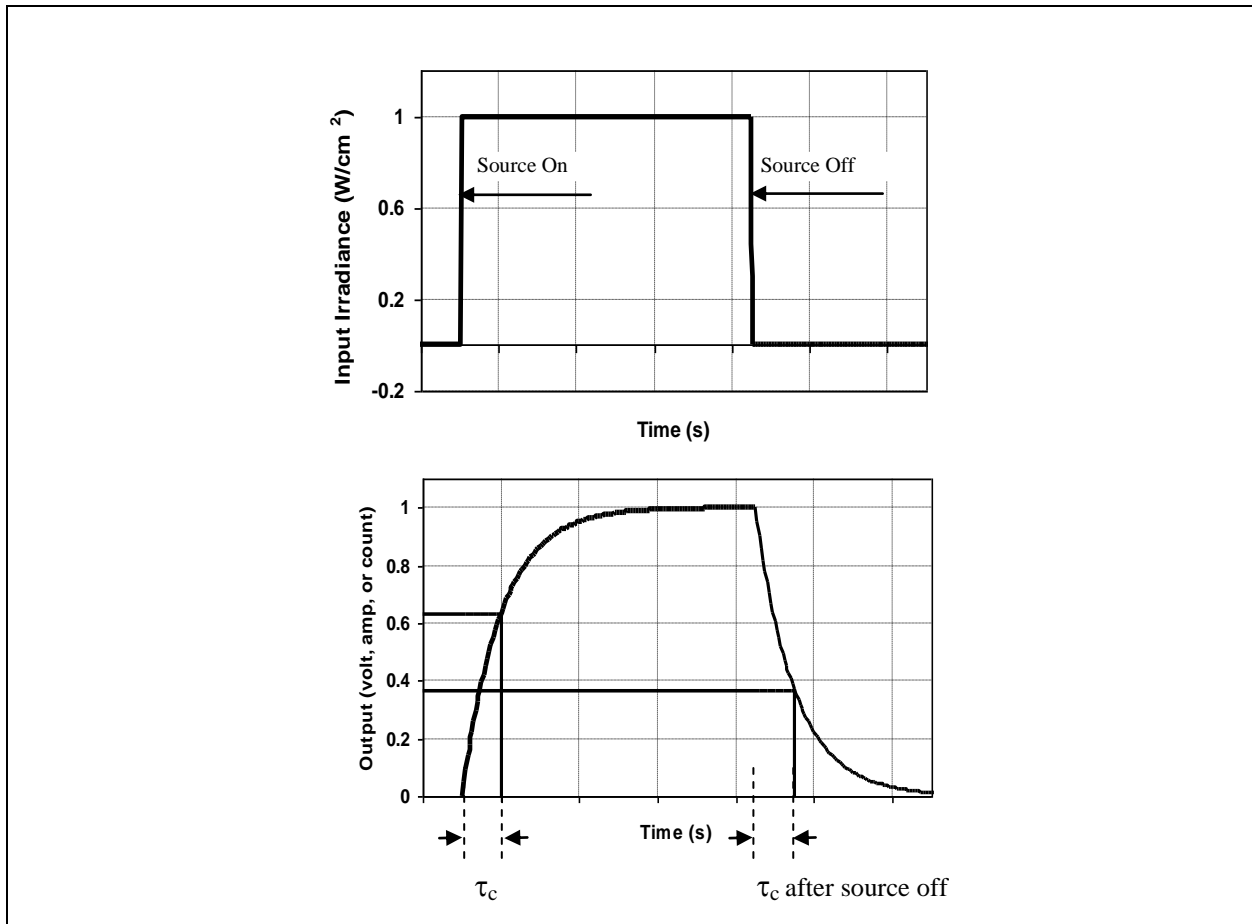 Input Irradiance (W/cm 2)
1
0.6
0.2
-0.2
Source On
Source Off
Time (s)
Output (volt, amp, or count)
1
0.8
0.6
0.4
0.2
0
Time (s)
τc
τc after source off